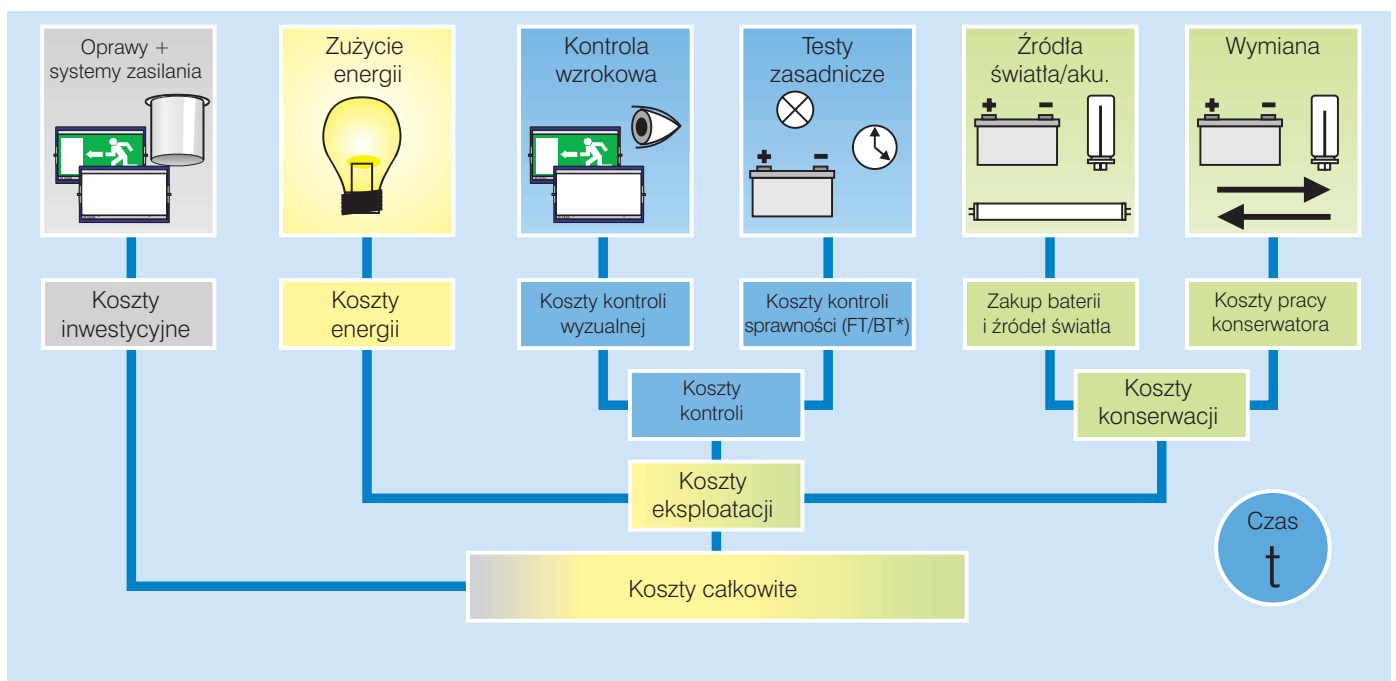 Oprawy +
systemy zasilania
Zużycie
energii
Kontrola
wzrokowa
Testy
zasadnicze
Źródła
światła/aku.
Wymiana
+ -
+ -
+ -
Koszty
inwestycyjne
Koszty
energii
Koszty kontroli
wyzualnej
Koszty kontroli
sprawności (FT/BT*)
Zakup baterii
i źródeł światła
Koszty pracy
konserwatora
Koszty
kontroli
Koszty
konserwacji
Koszty
eksploatacji
Czas
t
Koszty całkowite